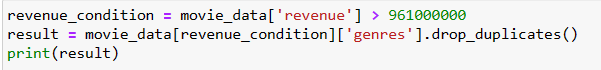 revenue_condition = movie_data['revenue'] > 961000000
result = movie_data[revenue_condition]['genres'].drop_duplicates()
print(result)